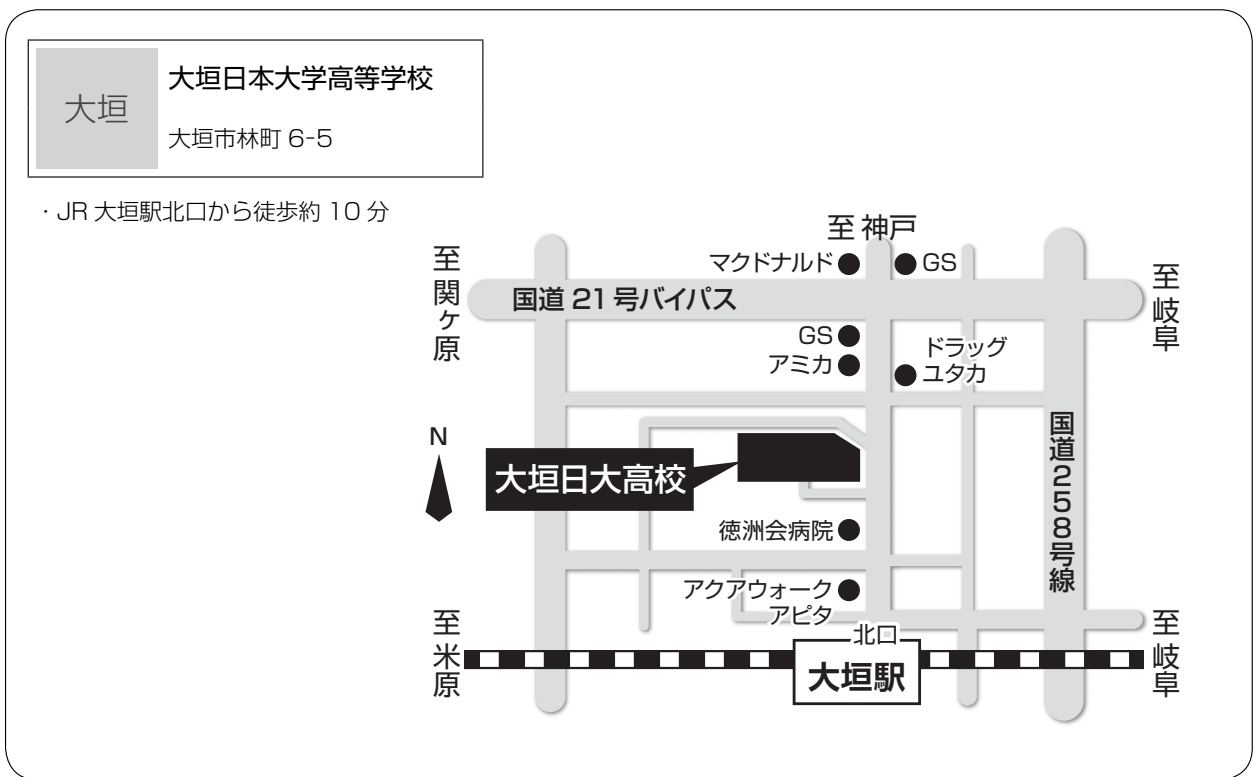 大垣
大垣日本大学高等学校
大垣市林町 6-5
・JR 大垣駅北口から徒歩約 10 分
至 神戸
マクドナルド
GS
至関ヶ原
国道 21 号バイパス
至岐阜
GS
アミカ
ドラッグ
ユタカ
N
国道258号線
大垣日大高校
徳洲会病院
アクアウォーク
アピタ
至米原
北口
大垣駅
至岐阜